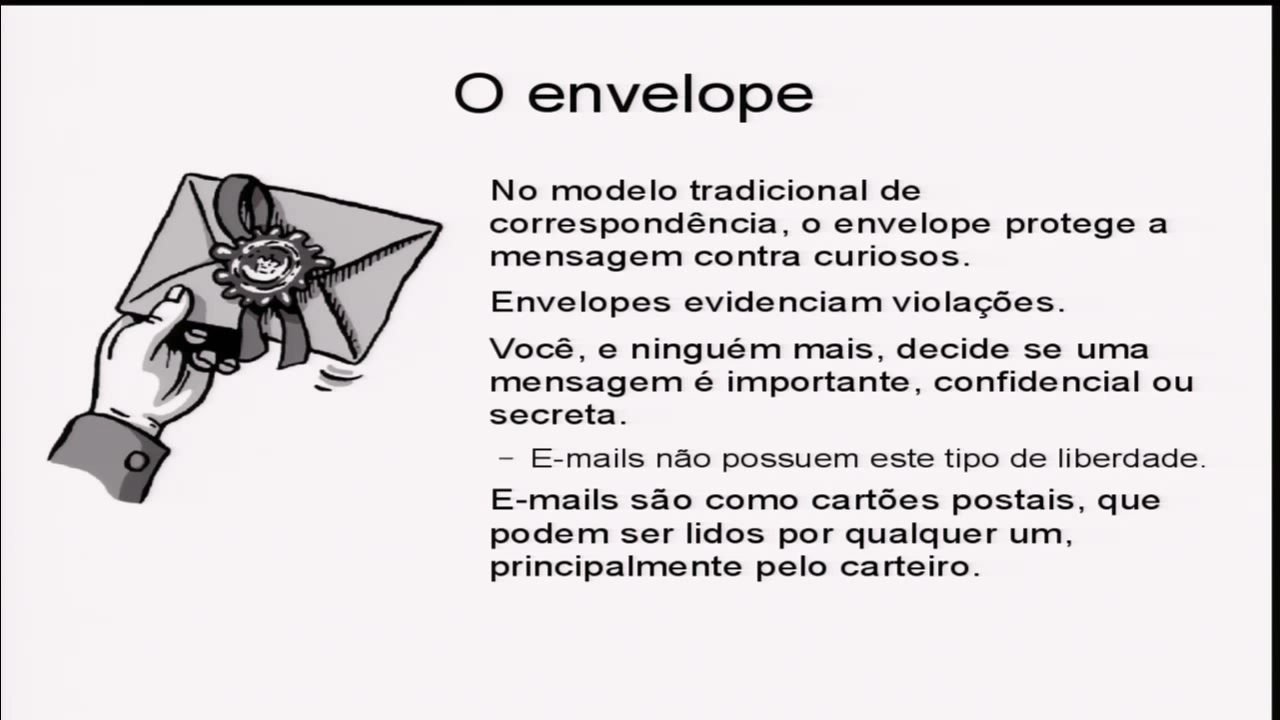 O envelope
No modelo tradicional de
correspondência, o envelope protege a
mensagem contra curiosos.
Envelopes evidenciam violações.
Você, e ninguém mais, decide se uma
mensagem é importante, confidencial ou
secreta.
– E-mails não possuem este tipo de liberdade.
E-mails são como cartões postais, que
podem ser lidos por qualquer um,
principalmente pelo carteiro.